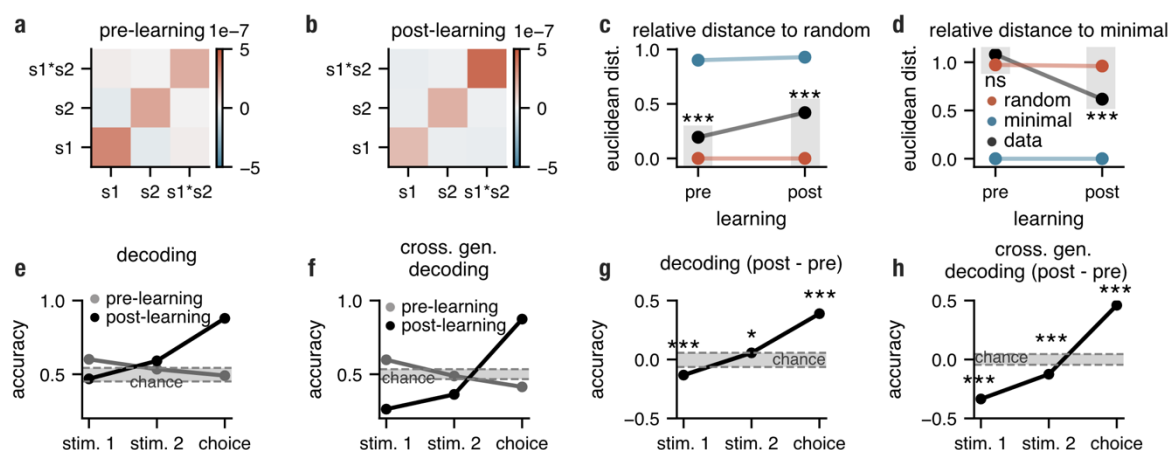 a
pre-learning 1e-7
s1*s2
s2
s1
s1 s2 s1*s2
5
0
−5
b
post-learning 1e-7
s1*s2
s2
s1
s1 s2 s1*s2
5
0
−5
c
relative distance to random
euclidean dist.
1.0
0.5
0.0
***
***
pre post
learning
d
relative distance to minimal
euclidean dist.
1.0
0.5
0.0
ns
random
minimal
data
***
pre post
learning
e
decoding
accuracy
1.0
0.5
pre-learning
post-learning
chance
stim. 1 stim. 2 choice
f
cross. gen.
decoding
accuracy
1.0
0.5
pre-learning
post-learning
chance
stim. 1 stim. 2 choice
g
decoding (post - pre)
accuracy
0.5
0.0
−0.5
***
*
***
chance
stim. 1 stim. 2 choice
h
cross. gen.
decoding (post - pre)
accuracy
0.5
0.0
−0.5
***
***
***
chance
stim. 1 stim. 2 choice